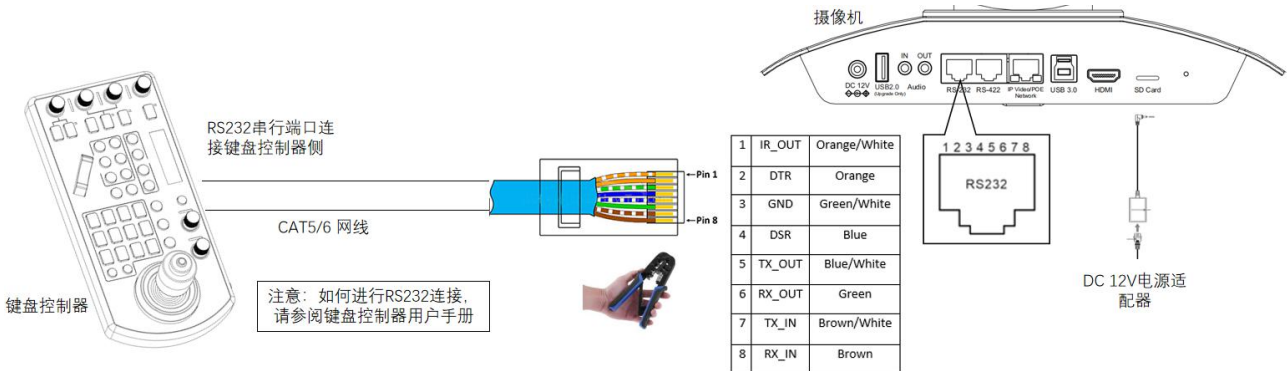 摄像机
IN OUT
DC 12V
USB2.0
(Upgrade Only)
Audio
RS-232
RS-422
IP Video/POE
Network
USB 3.0
HDMI
SD Card
RS232串行端口连
接键盘控制器侧
Pin 1
Pin 8
CAT5/6 网线
键盘控制器
注意：如何进行RS232连接，
请参阅键盘控制器用户手册
1 IR_OUT Orange/White
2 DTR Orange
3 GND Green/White
4 DSR Blue
5 TX_OUT Blue/White
6 RX_OUT Green
7 TX_IN Brown/White
8 RX_IN Brown
1 2 3 4 5 6 7 8
RS232
DC 12V电源适
配器